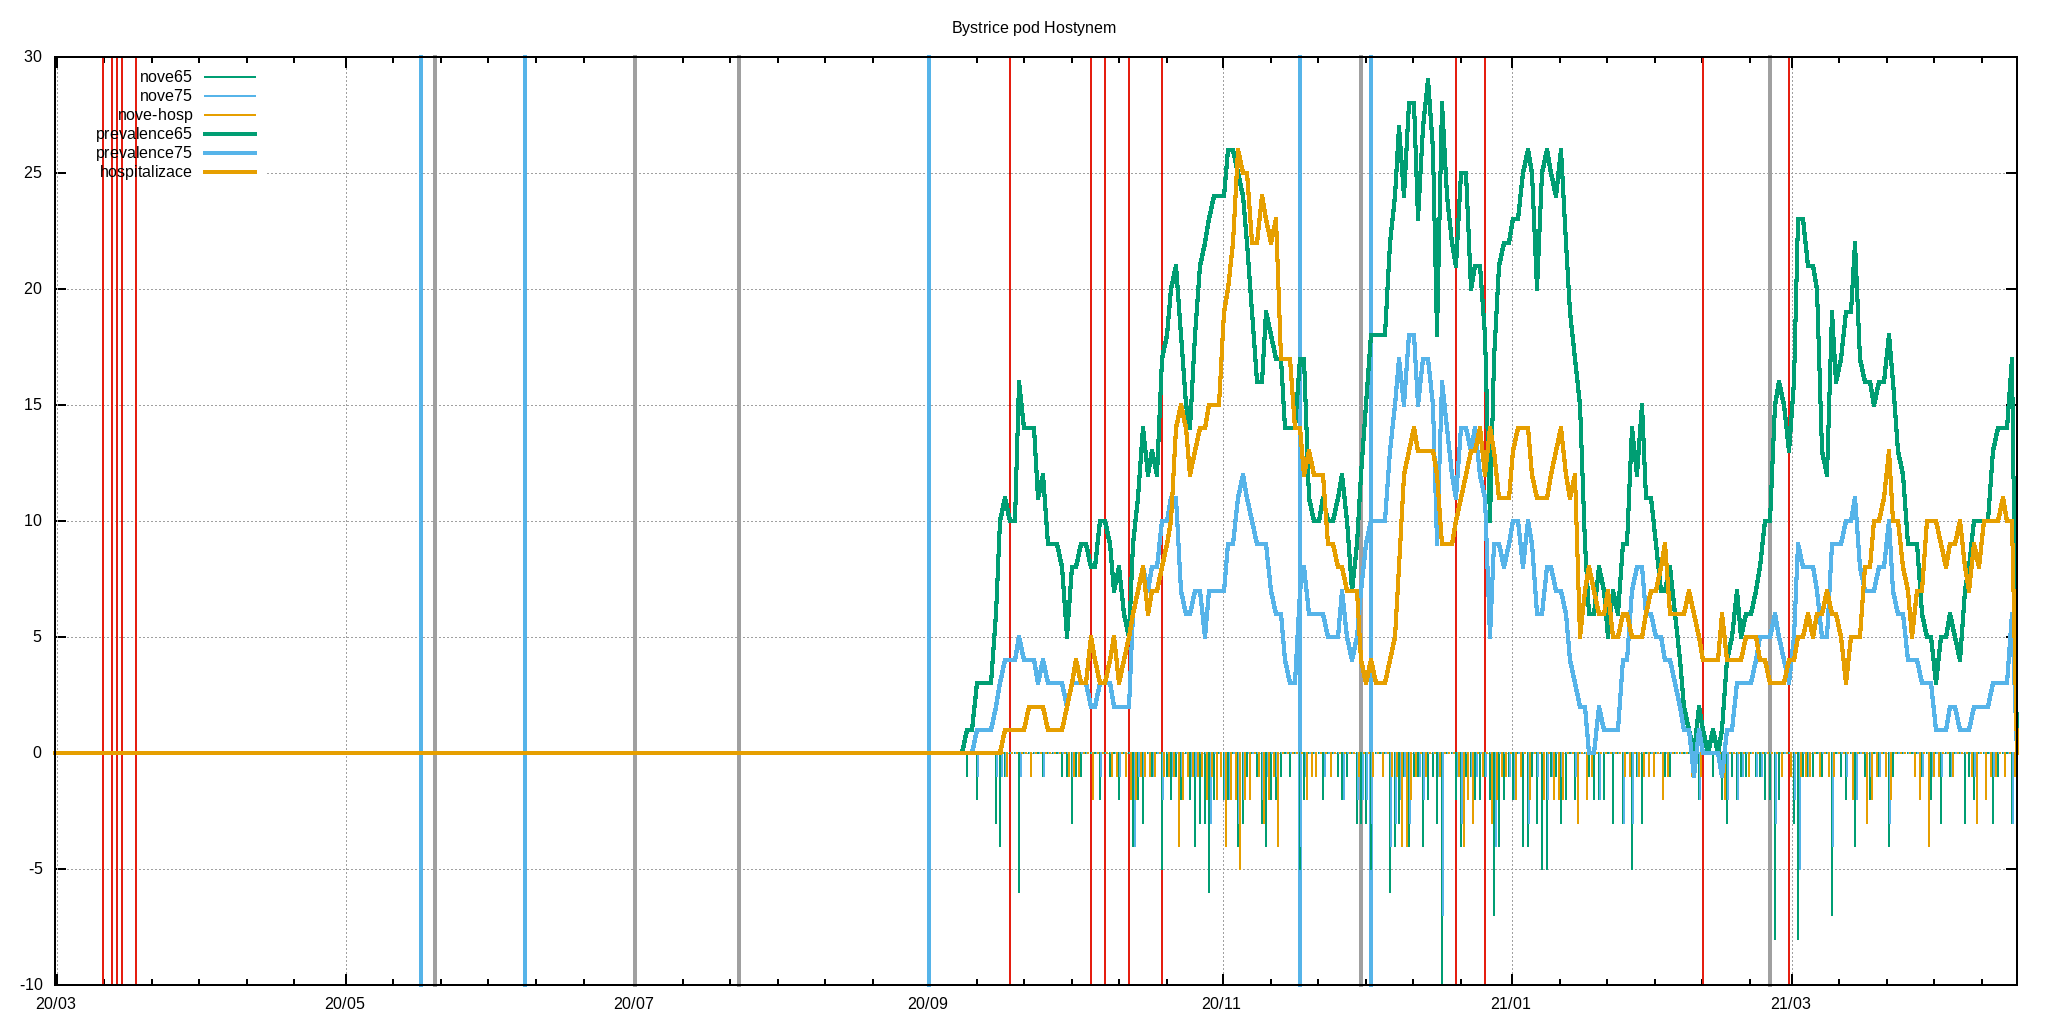 Bystrice pod Hostynem
30
25
20
15
10
5
0
-5
-10
nove65
nove75
nove-hosp
prevalence65
prevalence75
hospitalizace
20/03 20/05 20/07 20/09 20/11 21/01 21/03